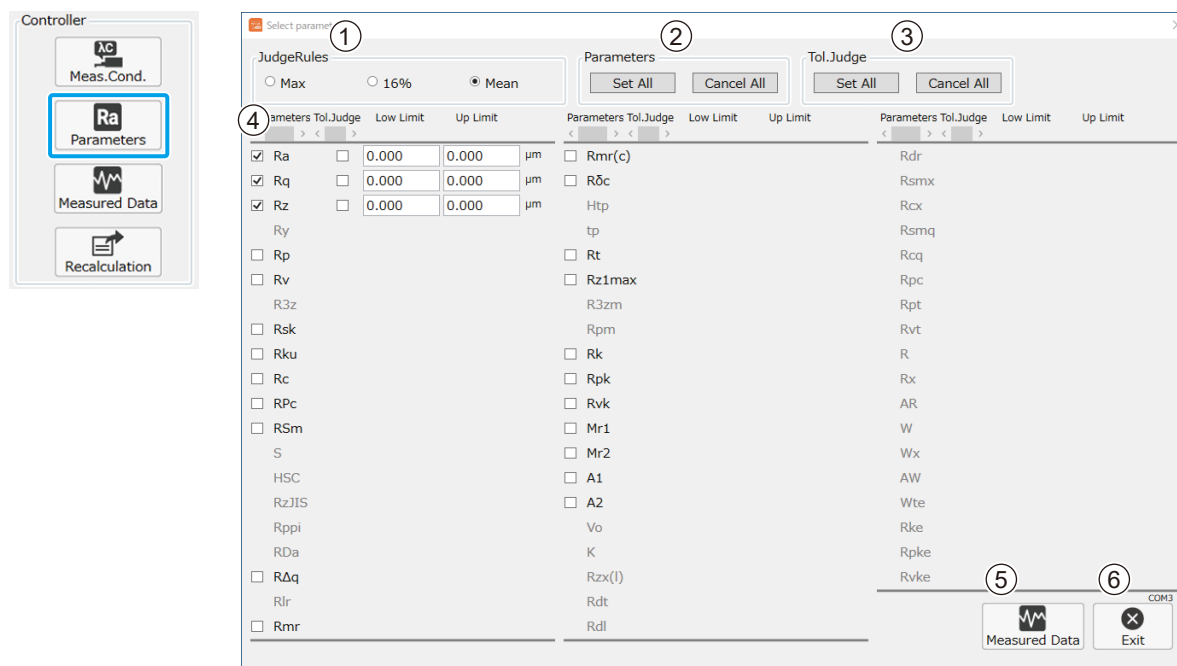 Controller
λC
Meas.Cond.
Ra
Parameters
Measured Data
Recalculation
Select parame
1
2
3
JudgeRules
Parameters
Tol.Judge
Max
16%
Mean
Set All
Cancel All
Set All
Cancel All
4
ameters Tol.Judge Low Limit Up Limit
Parameters Tol.Judge Low Limit Up Limit
Parameters Tol.Judge Low Limit Up Limit
Ra 0.000 0.000 µm
Rq 0.000 0.000 µm
Rz 0.000 0.000 µm
Ry
Rp
Rv
R3z
Rsk
Rku
Rc
RPc
RSm
S
HSC
RzJIS
Rppi
RDa
RΔq
Rlr
Rmr
Rmr(c)
Rδc
Htp
tp
Rt
Rz1max
R3zm
Rpm
Rk
Rpk
Rvk
Mr1
Mr2
A1
A2
Vo
K
Rzx(l)
Rdt
Rdl
Rdr
Rsmx
Rcx
Rsmq
Rcq
Rpc
Rpt
Rvt
R
Rx
AR
W
Wx
AW
Wte
Rke
Rpke
Rvke
5
6
COM3
Measured Data
Exit